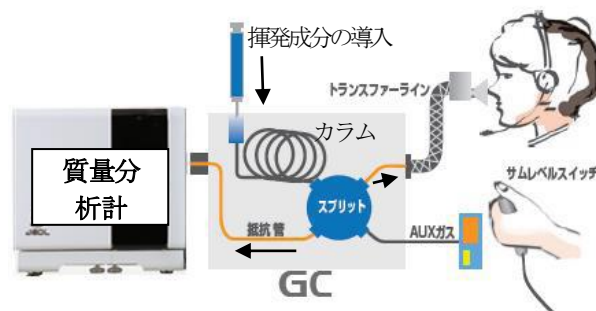 揮発成分の導入
トランスファーライン
カラム
質量分
析計
スプリット
サムレベルスイッチ
JEOL
抵抗管
AUXガス
GC